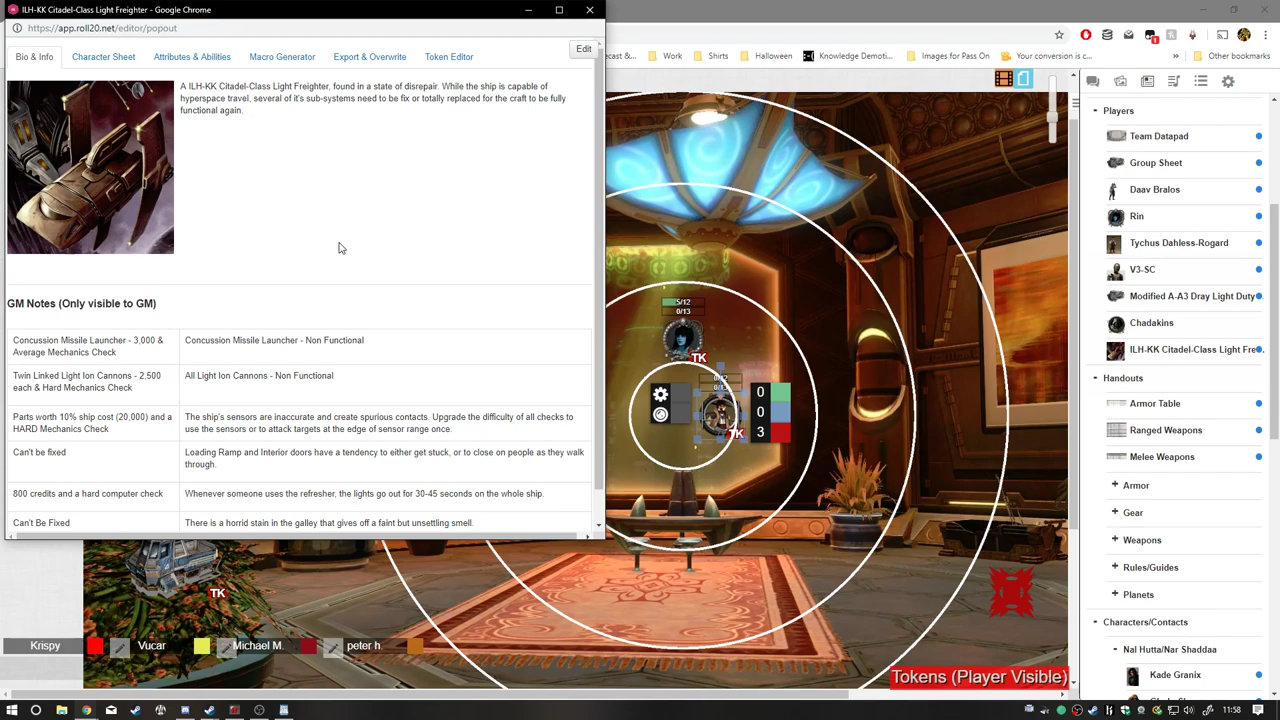 ILH-KK Citadel-Class Light Freighter - Google Chrome
https://app.roll20.net/editor/popout
Bio & Info Character Sheet Attributes & Abilities Macro Generator Export & Overwrite Token Editor
Edit
A ILH-KK Citadel-Class Light Freighter, found in a state of disrepair. While the ship is capable of
hyperspace travel, several of it's sub-systems need to be fix or totally replaced for the craft to be fully
functional again.
GM Notes (Only visible to GM)
Concussion Missile Launcher - 3,000 &
Average Mechanics Check
Concussion Missile Launcher - Non Functional
Twin Linked Light Ion Cannons - 2,500
each & Hard Mechanics Check
All Light Ion Cannons - Non Functional
Parts worth 10% ship cost (20,000) and a
HARD Mechanics Check
The ship's sensors are inaccurate and create spurious contacts. Upgrade the difficulty of all checks to
use the sensors or to attack targets at the edge of sensor range once.
Can't be fixed
Loading Ramp and Interior doors have a tendency to either get stuck, or to close on people as they walk
through.
800 credits and a hard computer check
Whenever someone uses the refresher, the lights go out for 30-45 seconds on the whole ship.
Can't Be Fixed
There is a horrid stain in the galley that gives off a faint but unsettling smell.
ecast &... Work Shirts Halloween Knowledge Demoti... Images for Pass On Your conversion is c... » Other bookmarks
5/12
0/13
TK
0
0
3
TK
TK
Krispy Vucar Michael M. peter h.
Tokens (Player Visible)
Players
Team Datapad
Group Sheet
Daav Bralos
Rin
Tychus Dahless-Rogard
V3-SC
Modified A-A3 Dray Light Duty
Chadakins
ILH-KK Citadel-Class Light Fre...
Handouts
Armor Table
Ranged Weapons
Melee Weapons
Armor
Gear
Weapons
Rules/Guides
Planets
Characters/Contacts
Nal Hutta/Nar Shaddaa
Kade Granix
11:58